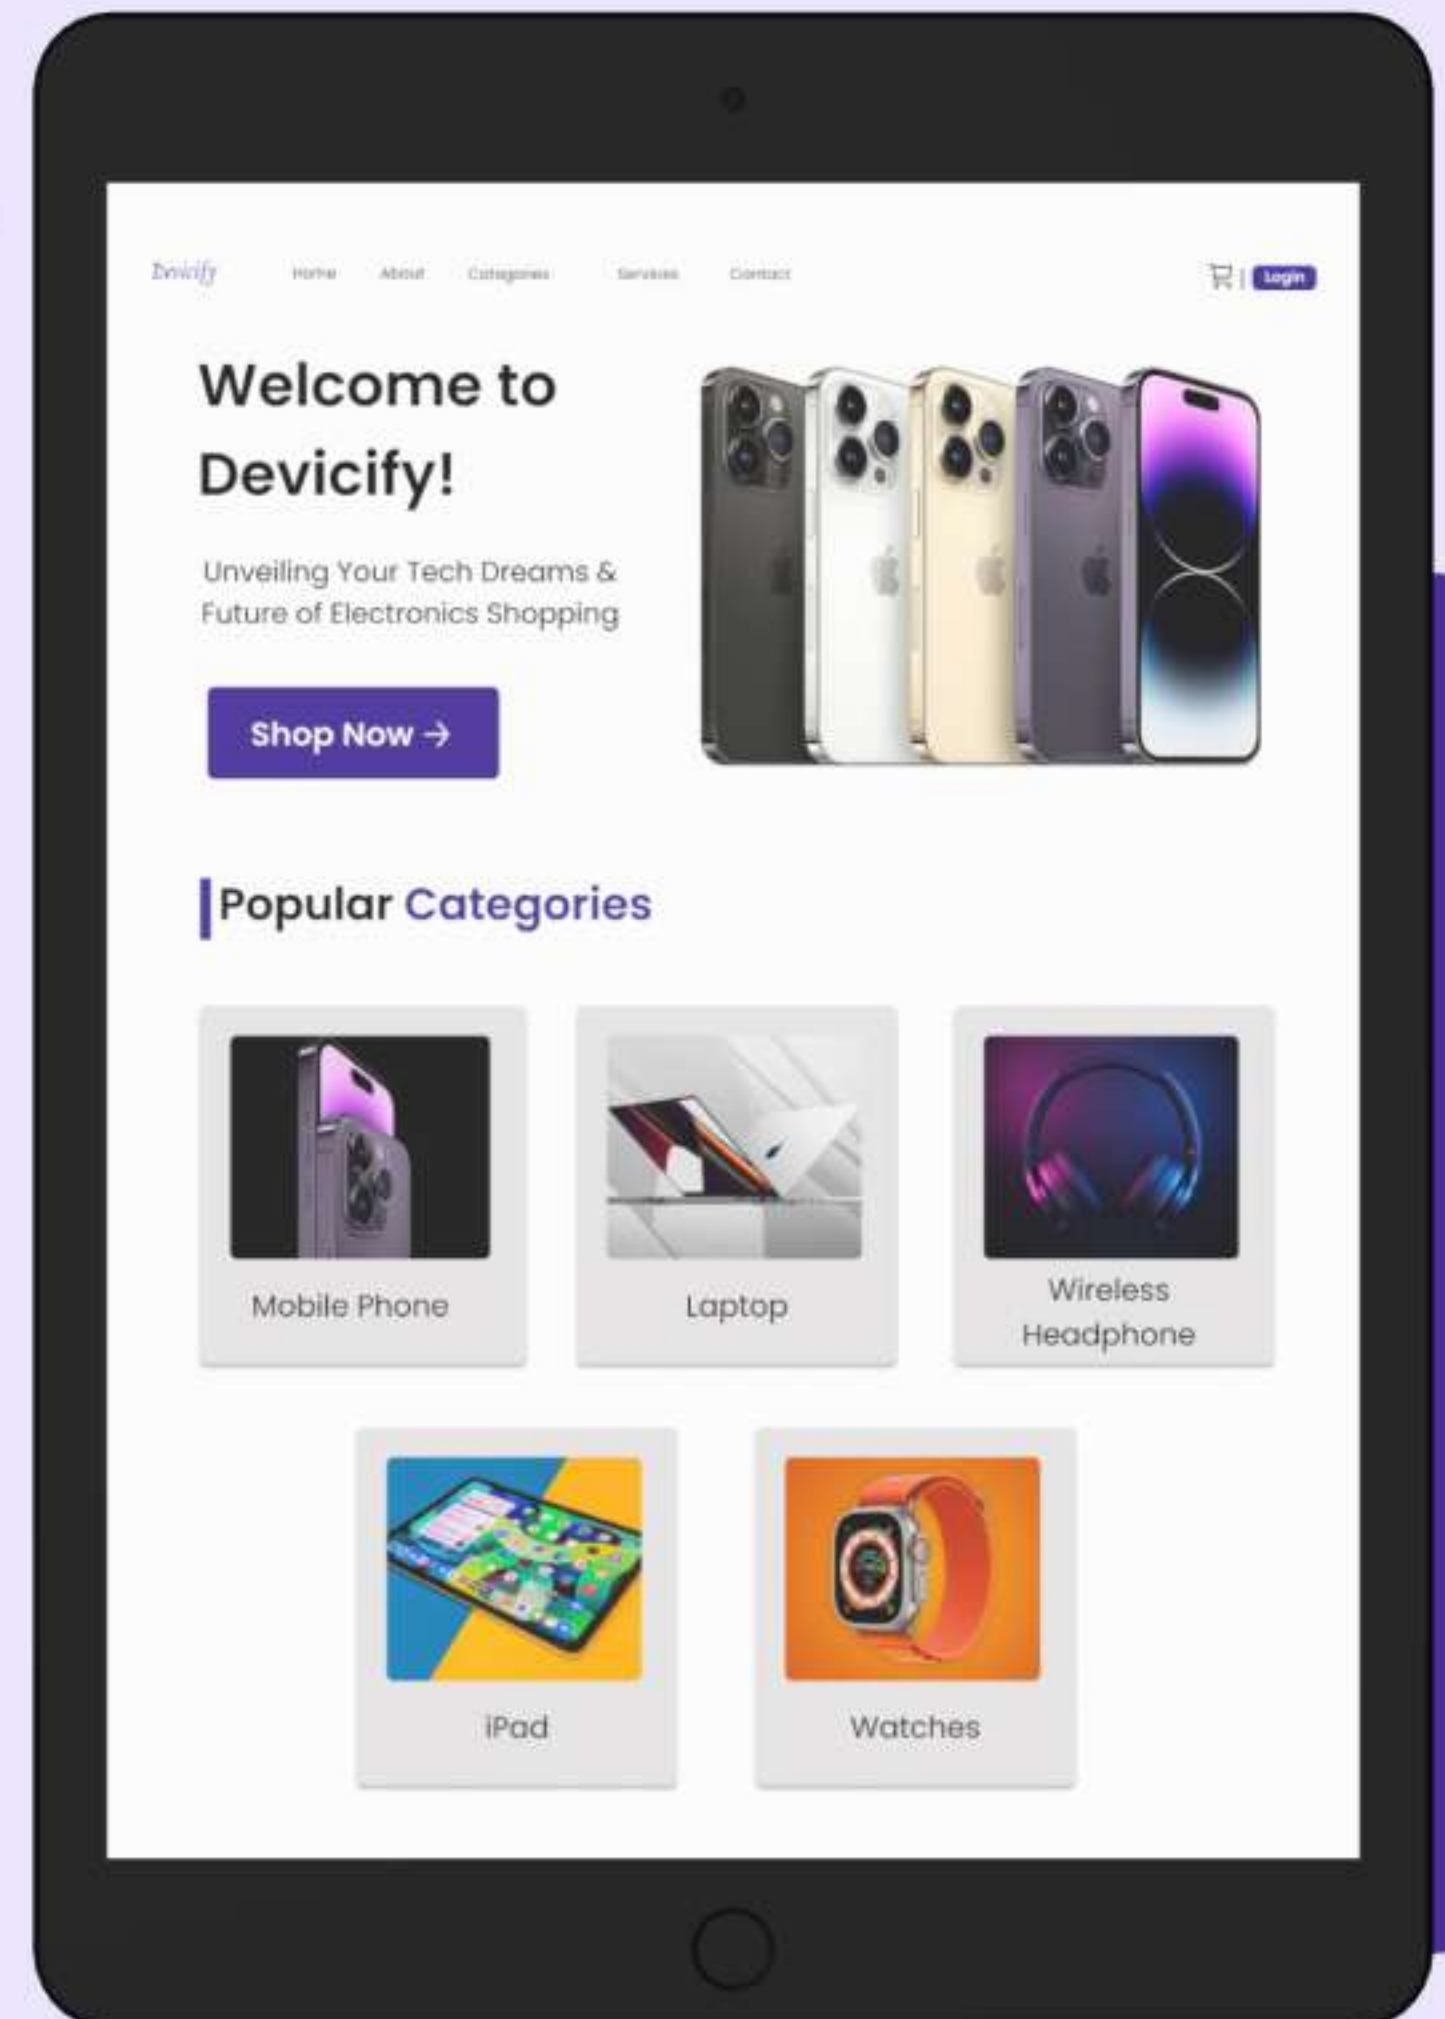 Devicify Home About Categories Services Contact Login
Welcome to
Devicify!
Unveiling Your Tech Dreams &
Future of Electronics Shopping
Shop Now →
Popular Categories
Mobile Phone
Laptop
Wireless
Headphone
iPad
Watches